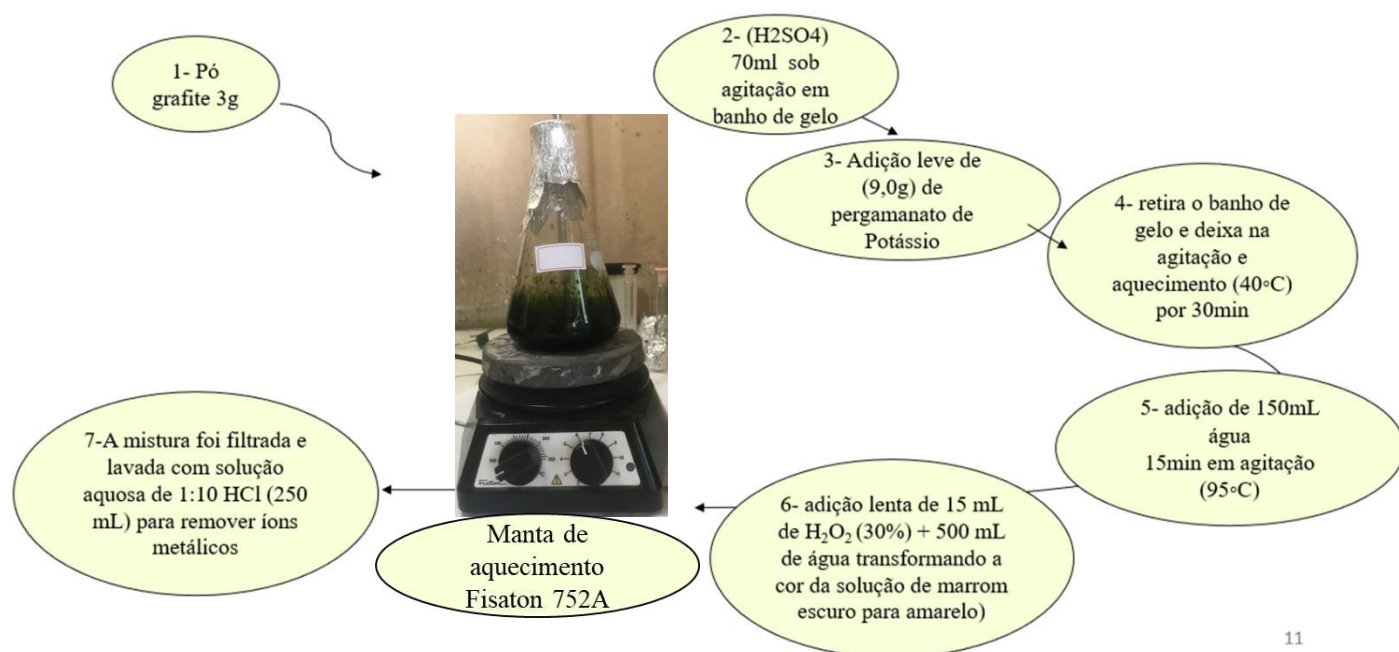 1- Pó
grafite 3g
2- (H2SO4)
70ml sob
agitação em
banho de gelo
3- Adição leve de
(9,0g) de
pergamanato de
Potássio
4- retira o banho de
gelo e deixa na
agitação e
aquecimento (40◦C)
por 30min
5- adição de 150mL
água
15min em agitação
(95◦C)
6- adição lenta de 15 mL
de H₂O₂ (30%) + 500 mL
de água transformando a
cor da solução de marrom
escuro para amarelo)
7-A mistura foi filtrada e
lavada com solução
aquosa de 1:10 HCl (250
mL) para remover íons
metálicos
Manta de
aquecimento
Fisaton 752A
11